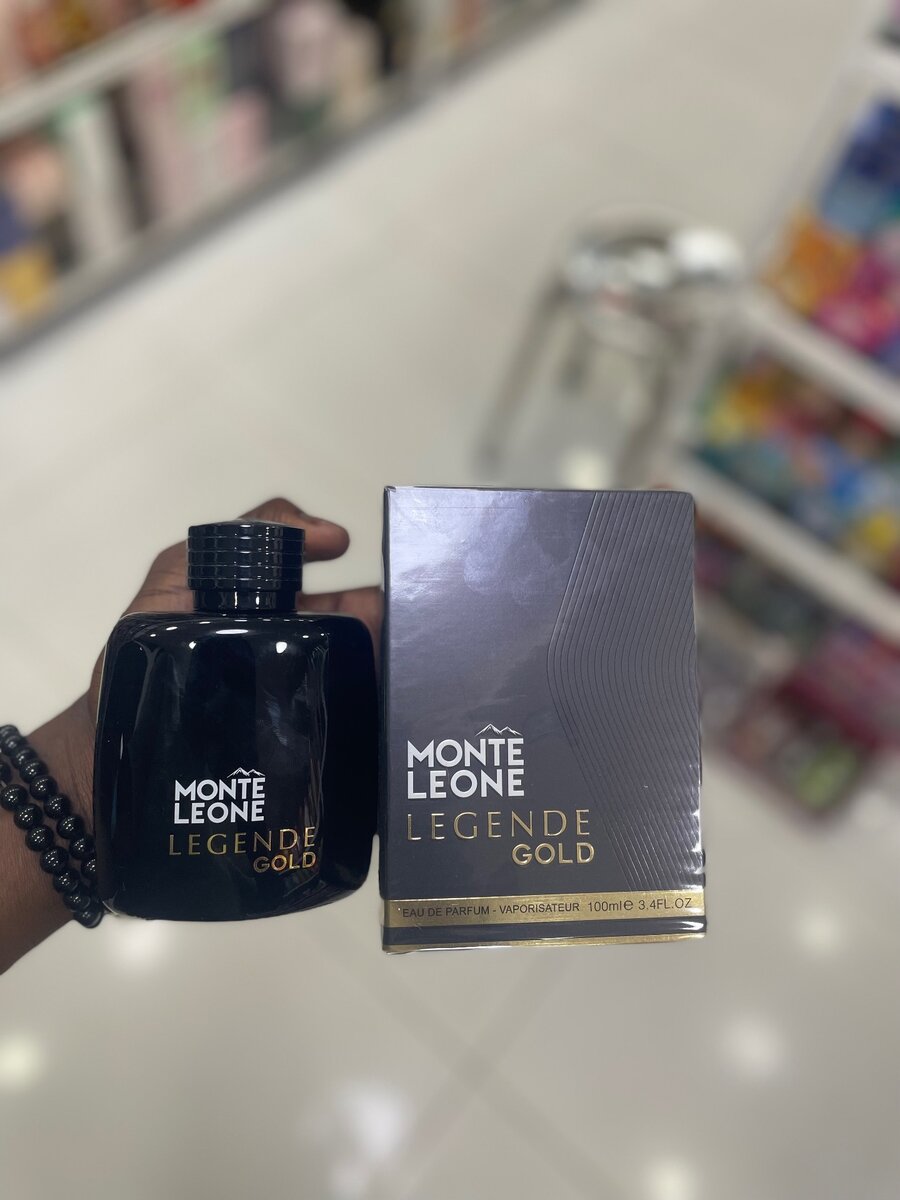 MONTE
LEONE
LEGENDE
GOLD
MONTE
LEONE
LEGENDE
GOLD
EAU DE PARFUM - VAPORISATEUR 100ml℮ 3.4FL.OZ